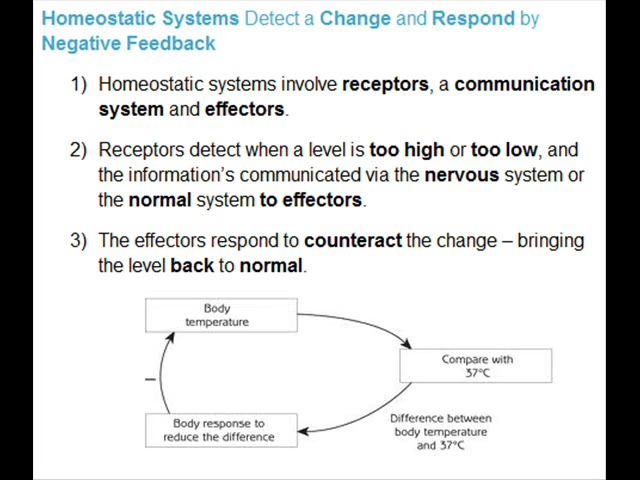 Homeostatic Systems Detect a Change and Respond by
Negative Feedback
1) Homeostatic systems involve receptors, a communication
system and effectors.
2) Receptors detect when a level is too high or too low, and
the information's communicated via the nervous system or
the normal system to effectors.
3) The effectors respond to counteract the change – bringing
the level back to normal.
Body
temperature
Compare with
37°C
–
Body response to
reduce the difference
Difference between
body temperature
and 37°C